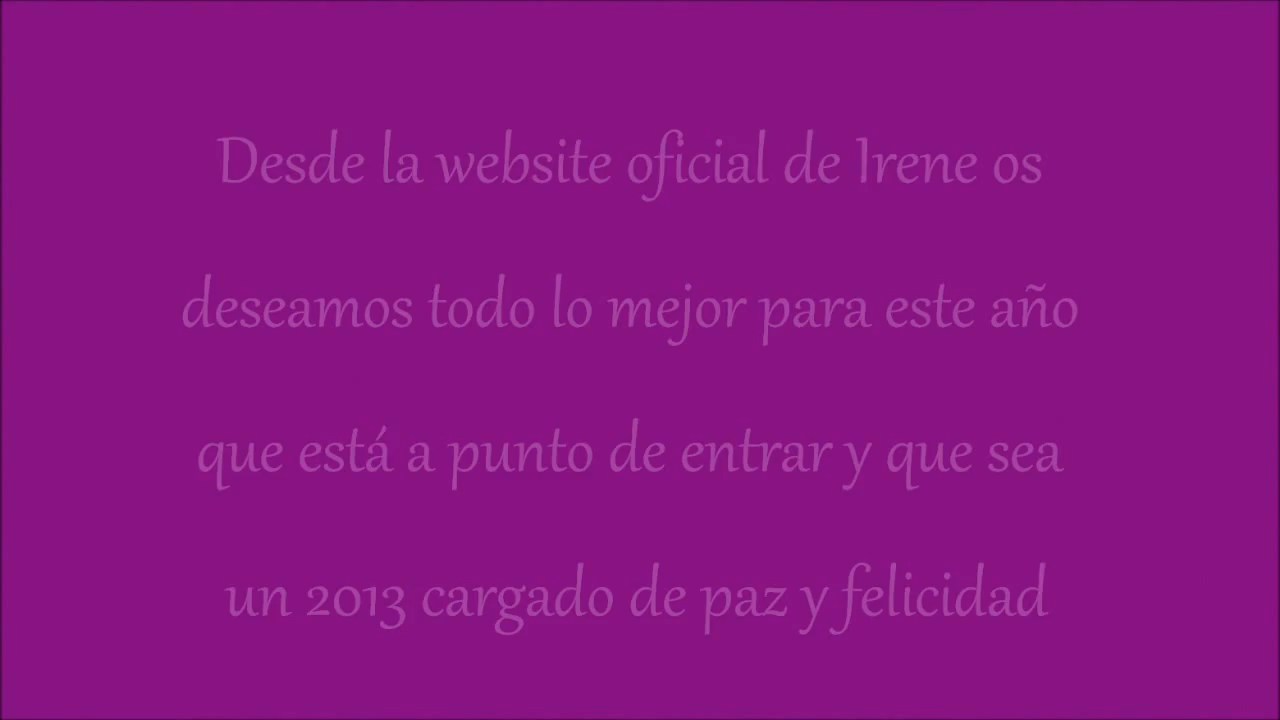 Desde la website oficial de Irene os
deseamos todo lo mejor para este año
que está a punto de entrar y que sea
un 2013 cargado de paz y felicidad